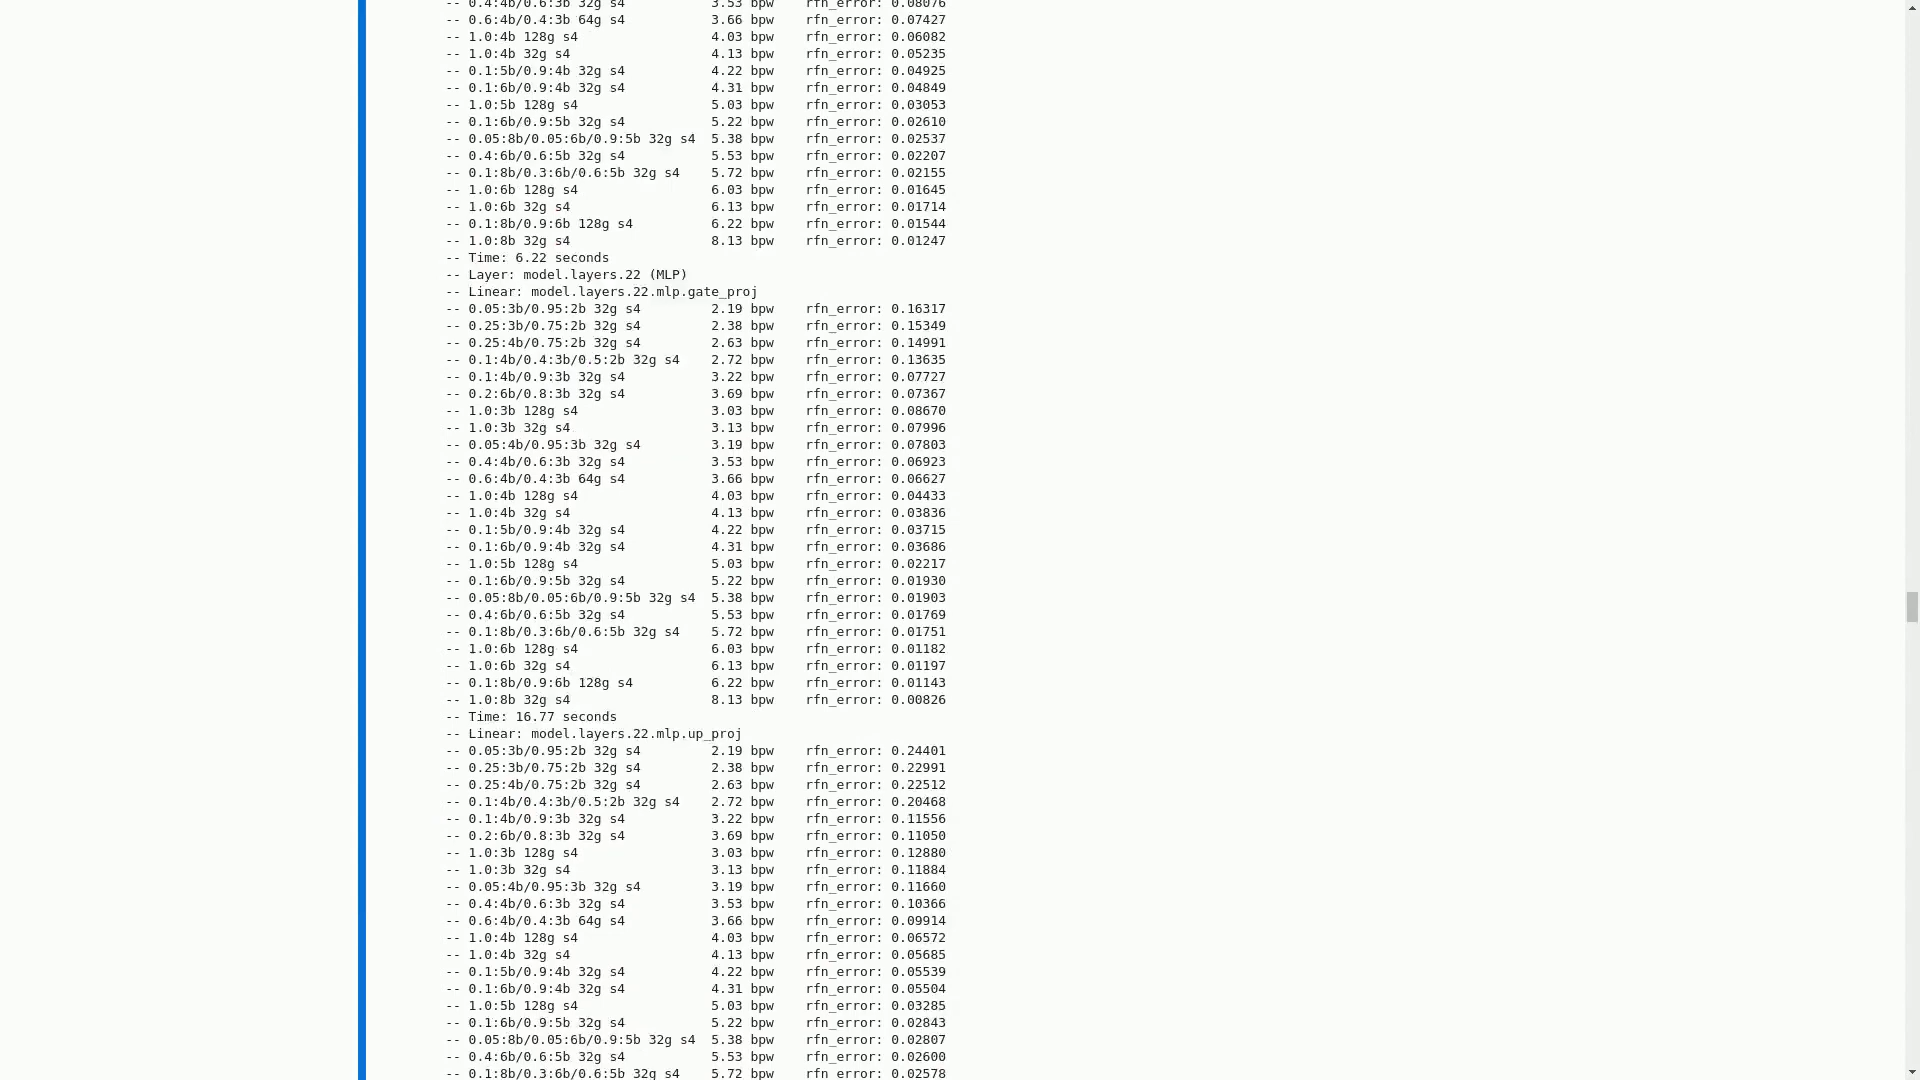 -- 0.4:4b/0.6:3b 32g s4          3.53 bpw    rfn_error: 0.08076
-- 0.6:4b/0.4:3b 64g s4          3.66 bpw    rfn_error: 0.07427
-- 1.0:4b 128g s4                4.03 bpw    rfn_error: 0.06082
-- 1.0:4b 32g s4                 4.13 bpw    rfn_error: 0.05235
-- 0.1:5b/0.9:4b 32g s4          4.22 bpw    rfn_error: 0.04925
-- 0.1:6b/0.9:4b 32g s4          4.31 bpw    rfn_error: 0.04849
-- 1.0:5b 128g s4                5.03 bpw    rfn_error: 0.03053
-- 0.1:6b/0.9:5b 32g s4          5.22 bpw    rfn_error: 0.02610
-- 0.05:8b/0.05:6b/0.9:5b 32g s4  5.38 bpw    rfn_error: 0.02537
-- 0.4:6b/0.6:5b 32g s4          5.53 bpw    rfn_error: 0.02207
-- 0.1:8b/0.3:6b/0.6:5b 32g s4   5.72 bpw    rfn_error: 0.02155
-- 1.0:6b 128g s4                6.03 bpw    rfn_error: 0.01645
-- 1.0:6b 32g s4                 6.13 bpw    rfn_error: 0.01714
-- 0.1:8b/0.9:6b 128g s4         6.22 bpw    rfn_error: 0.01544
-- 1.0:8b 32g s4                 8.13 bpw    rfn_error: 0.01247
-- Time: 6.22 seconds
-- Layer: model.layers.22 (MLP)
-- Linear: model.layers.22.mlp.gate_proj
-- 0.05:3b/0.95:2b 32g s4        2.19 bpw    rfn_error: 0.16317
-- 0.25:3b/0.75:2b 32g s4        2.38 bpw    rfn_error: 0.15349
-- 0.25:4b/0.75:2b 32g s4        2.63 bpw    rfn_error: 0.14991
-- 0.1:4b/0.4:3b/0.5:2b 32g s4   2.72 bpw    rfn_error: 0.13635
-- 0.1:4b/0.9:3b 32g s4          3.22 bpw    rfn_error: 0.07727
-- 0.2:6b/0.8:3b 32g s4          3.69 bpw    rfn_error: 0.07367
-- 1.0:3b 128g s4                3.03 bpw    rfn_error: 0.08670
-- 1.0:3b 32g s4                 3.13 bpw    rfn_error: 0.07996
-- 0.05:4b/0.95:3b 32g s4        3.19 bpw    rfn_error: 0.07803
-- 0.4:4b/0.6:3b 32g s4          3.53 bpw    rfn_error: 0.06923
-- 0.6:4b/0.4:3b 64g s4          3.66 bpw    rfn_error: 0.06627
-- 1.0:4b 128g s4                4.03 bpw    rfn_error: 0.04433
-- 1.0:4b 32g s4                 4.13 bpw    rfn_error: 0.03836
-- 0.1:5b/0.9:4b 32g s4          4.22 bpw    rfn_error: 0.03715
-- 0.1:6b/0.9:4b 32g s4          4.31 bpw    rfn_error: 0.03686
-- 1.0:5b 128g s4                5.03 bpw    rfn_error: 0.02217
-- 0.1:6b/0.9:5b 32g s4          5.22 bpw    rfn_error: 0.01930
-- 0.05:8b/0.05:6b/0.9:5b 32g s4  5.38 bpw    rfn_error: 0.01903
-- 0.4:6b/0.6:5b 32g s4          5.53 bpw    rfn_error: 0.01769
-- 0.1:8b/0.3:6b/0.6:5b 32g s4   5.72 bpw    rfn_error: 0.01751
-- 1.0:6b 128g s4                6.03 bpw    rfn_error: 0.01182
-- 1.0:6b 32g s4                 6.13 bpw    rfn_error: 0.01197
-- 0.1:8b/0.9:6b 128g s4         6.22 bpw    rfn_error: 0.01143
-- 1.0:8b 32g s4                 8.13 bpw    rfn_error: 0.00826
-- Time: 16.77 seconds
-- Linear: model.layers.22.mlp.up_proj
-- 0.05:3b/0.95:2b 32g s4        2.19 bpw    rfn_error: 0.24401
-- 0.25:3b/0.75:2b 32g s4        2.38 bpw    rfn_error: 0.22991
-- 0.25:4b/0.75:2b 32g s4        2.63 bpw    rfn_error: 0.22512
-- 0.1:4b/0.4:3b/0.5:2b 32g s4   2.72 bpw    rfn_error: 0.20468
-- 0.1:4b/0.9:3b 32g s4          3.22 bpw    rfn_error: 0.11556
-- 0.2:6b/0.8:3b 32g s4          3.69 bpw    rfn_error: 0.11050
-- 1.0:3b 128g s4                3.03 bpw    rfn_error: 0.12880
-- 1.0:3b 32g s4                 3.13 bpw    rfn_error: 0.11884
-- 0.05:4b/0.95:3b 32g s4        3.19 bpw    rfn_error: 0.11660
-- 0.4:4b/0.6:3b 32g s4          3.53 bpw    rfn_error: 0.10366
-- 0.6:4b/0.4:3b 64g s4          3.66 bpw    rfn_error: 0.09914
-- 1.0:4b 128g s4                4.03 bpw    rfn_error: 0.06572
-- 1.0:4b 32g s4                 4.13 bpw    rfn_error: 0.05685
-- 0.1:5b/0.9:4b 32g s4          4.22 bpw    rfn_error: 0.05539
-- 0.1:6b/0.9:4b 32g s4          4.31 bpw    rfn_error: 0.05504
-- 1.0:5b 128g s4                5.03 bpw    rfn_error: 0.03285
-- 0.1:6b/0.9:5b 32g s4          5.22 bpw    rfn_error: 0.02843
-- 0.05:8b/0.05:6b/0.9:5b 32g s4  5.38 bpw    rfn_error: 0.02807
-- 0.4:6b/0.6:5b 32g s4          5.53 bpw    rfn_error: 0.02600
-- 0.1:8b/0.3:6b/0.6:5b 32g s4   5.72 bpw    rfn_error: 0.02578